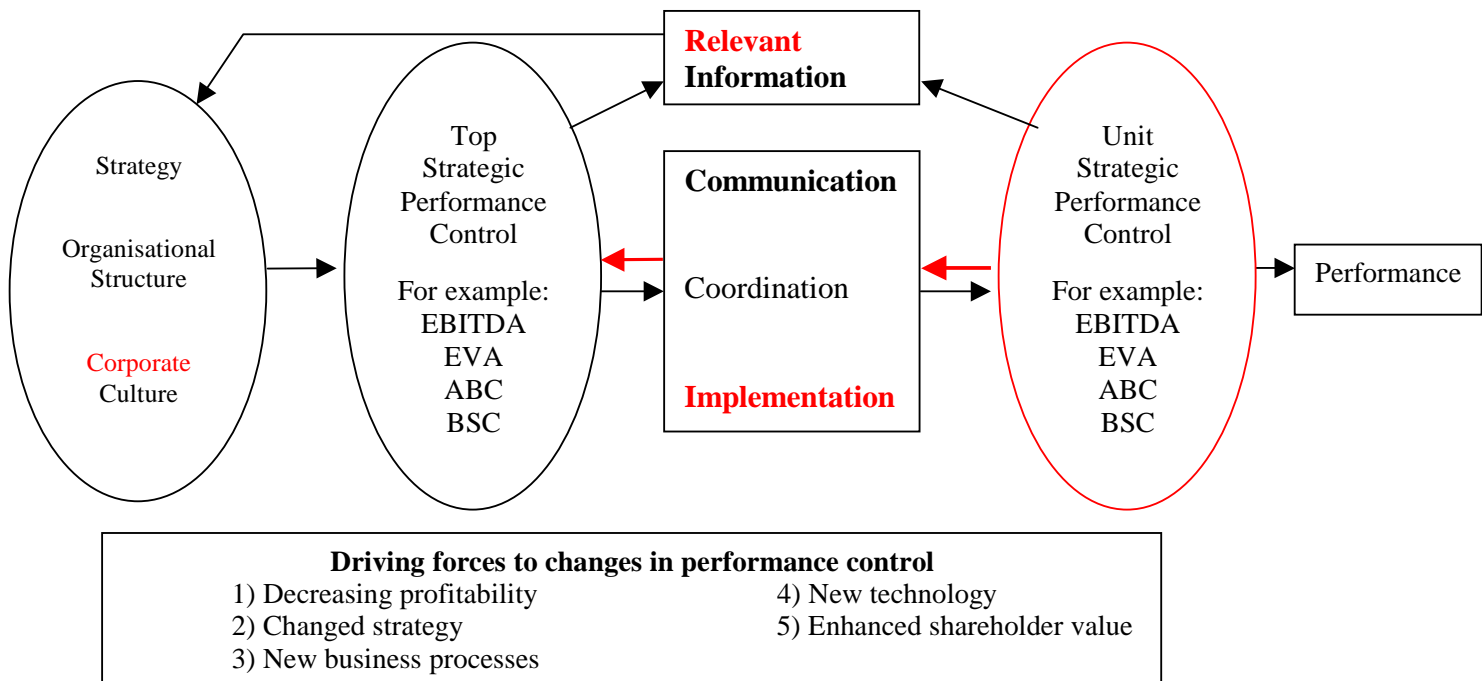 Relevant
Information
Strategy
Organisational
Structure
Corporate
Culture
Top
Strategic
Performance
Control
For example:
EBITDA
EVA
ABC
BSC
Communication
Coordination
Implementation
Unit
Strategic
Performance
Control
For example:
EBITDA
EVA
ABC
BSC
Performance
Driving forces to changes in performance control
1) Decreasing profitability
2) Changed strategy
3) New business processes
4) New technology
5) Enhanced shareholder value